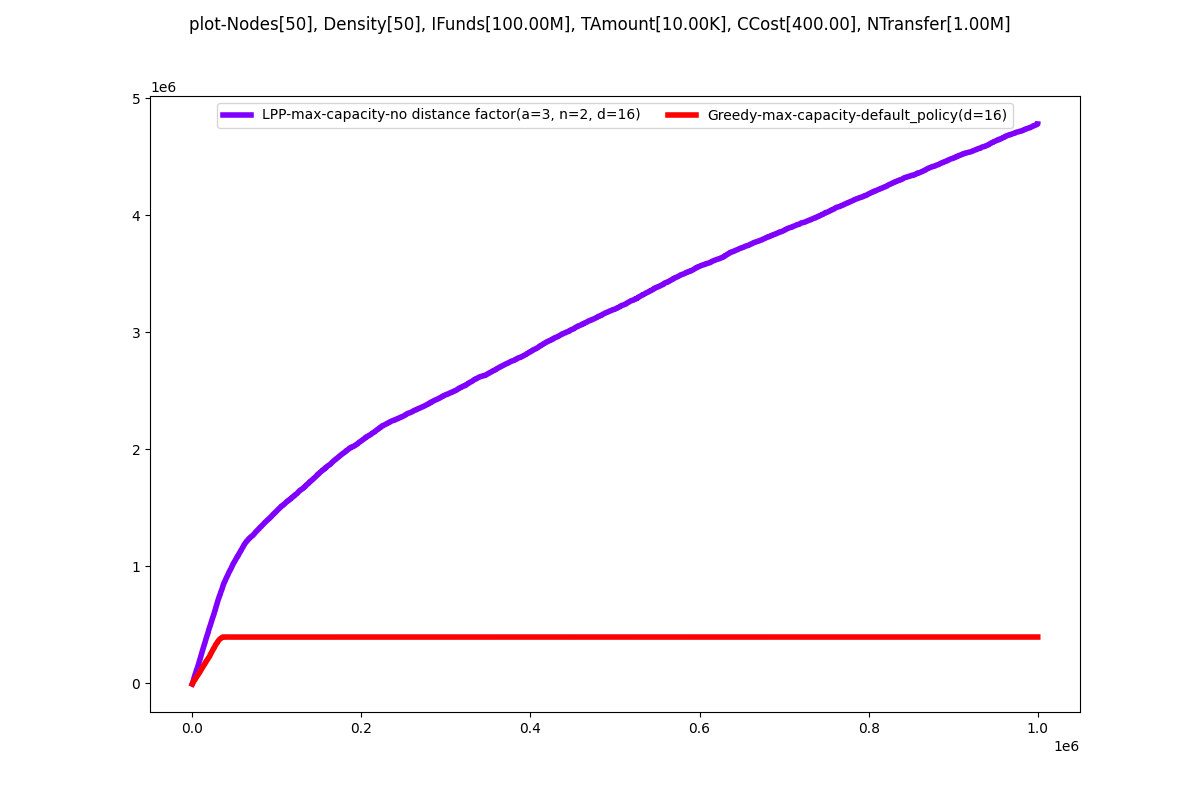 plot-Nodes[50], Density[50], IFunds[100.00M], TAmount[10.00K], CCost[400.00], NTransfer[1.00M]
1e6
LPP-max-capacity-no distance factor(a=3, n=2, d=16)
Greedy-max-capacity-default_policy(d=16)
5
4
3
2
1
0
0.0 0.2 0.4 0.6 0.8 1.0
1e6